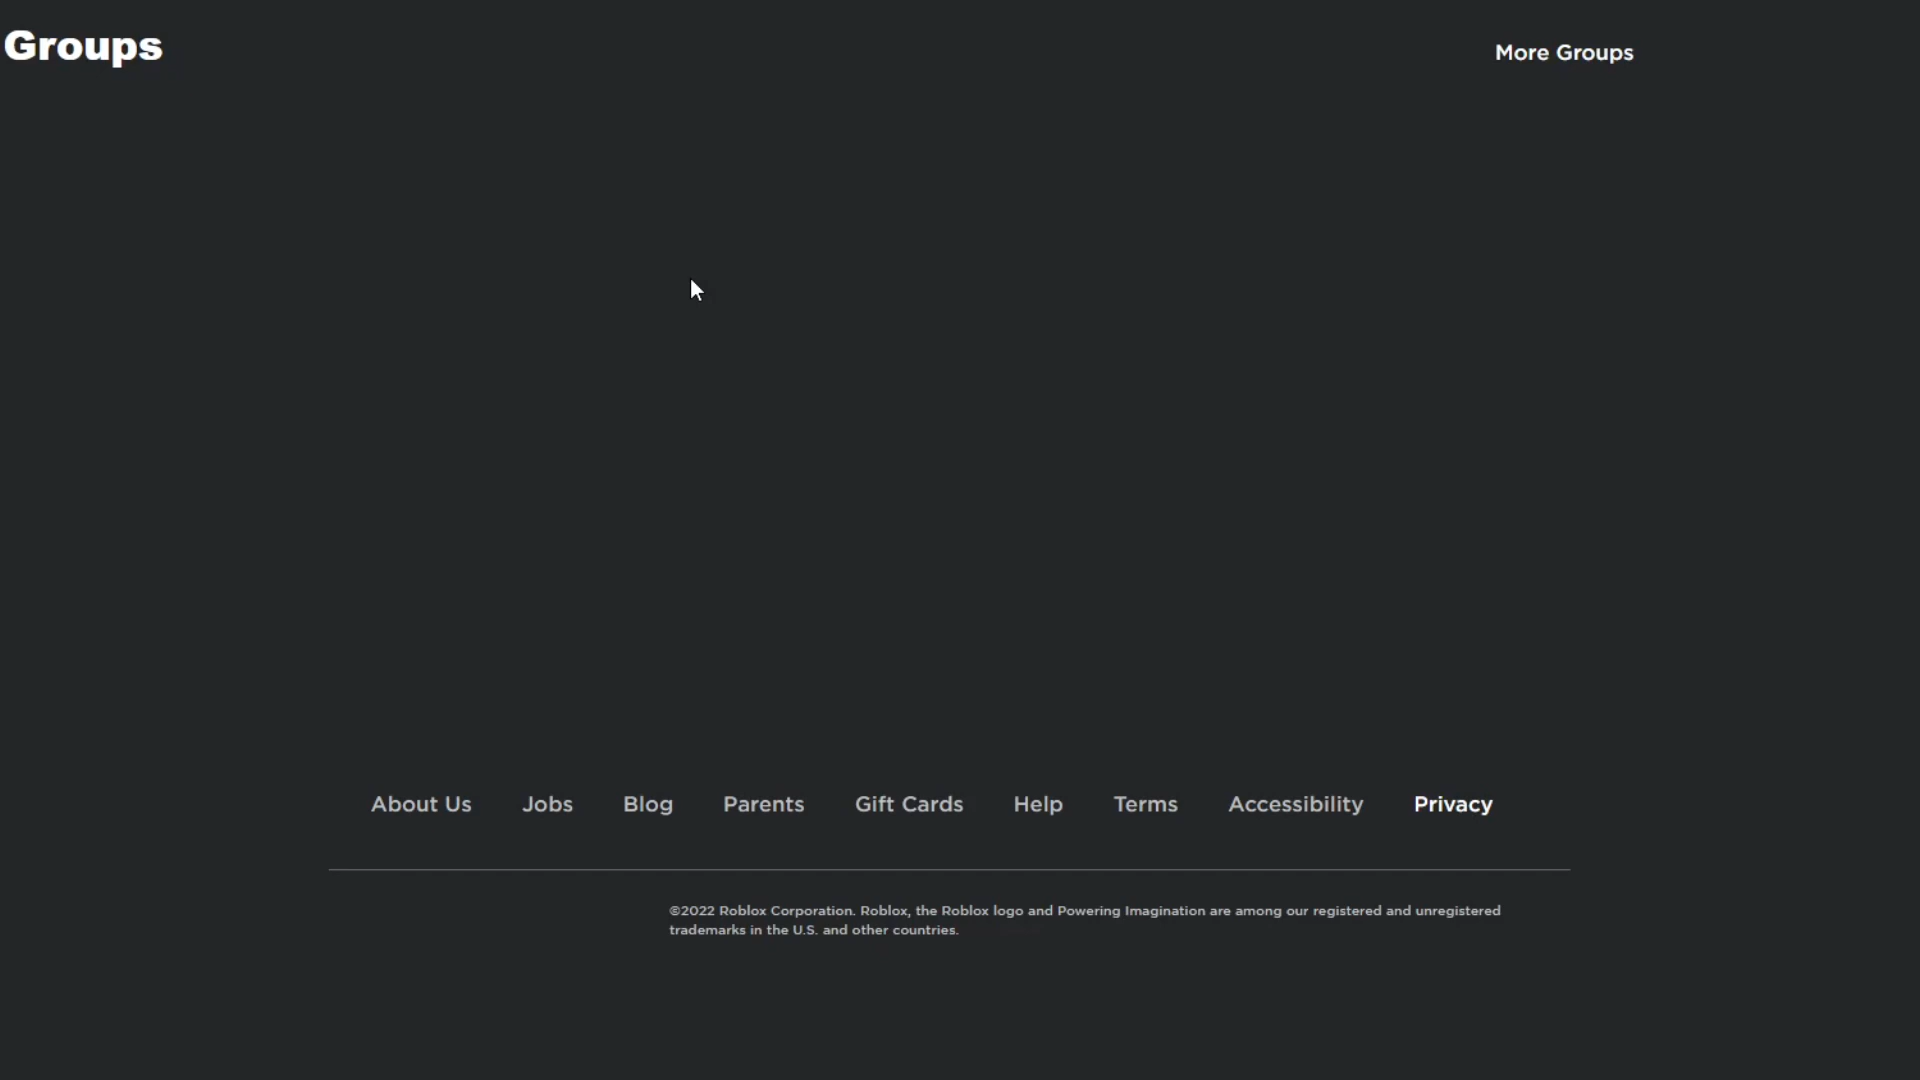 Groups
More Groups
About Us Jobs Blog Parents Gift Cards Help Terms Accessibility Privacy
©2022 Roblox Corporation. Roblox, the Roblox logo and Powering Imagination are among our registered and unregistered
trademarks in the U.S. and other countries.